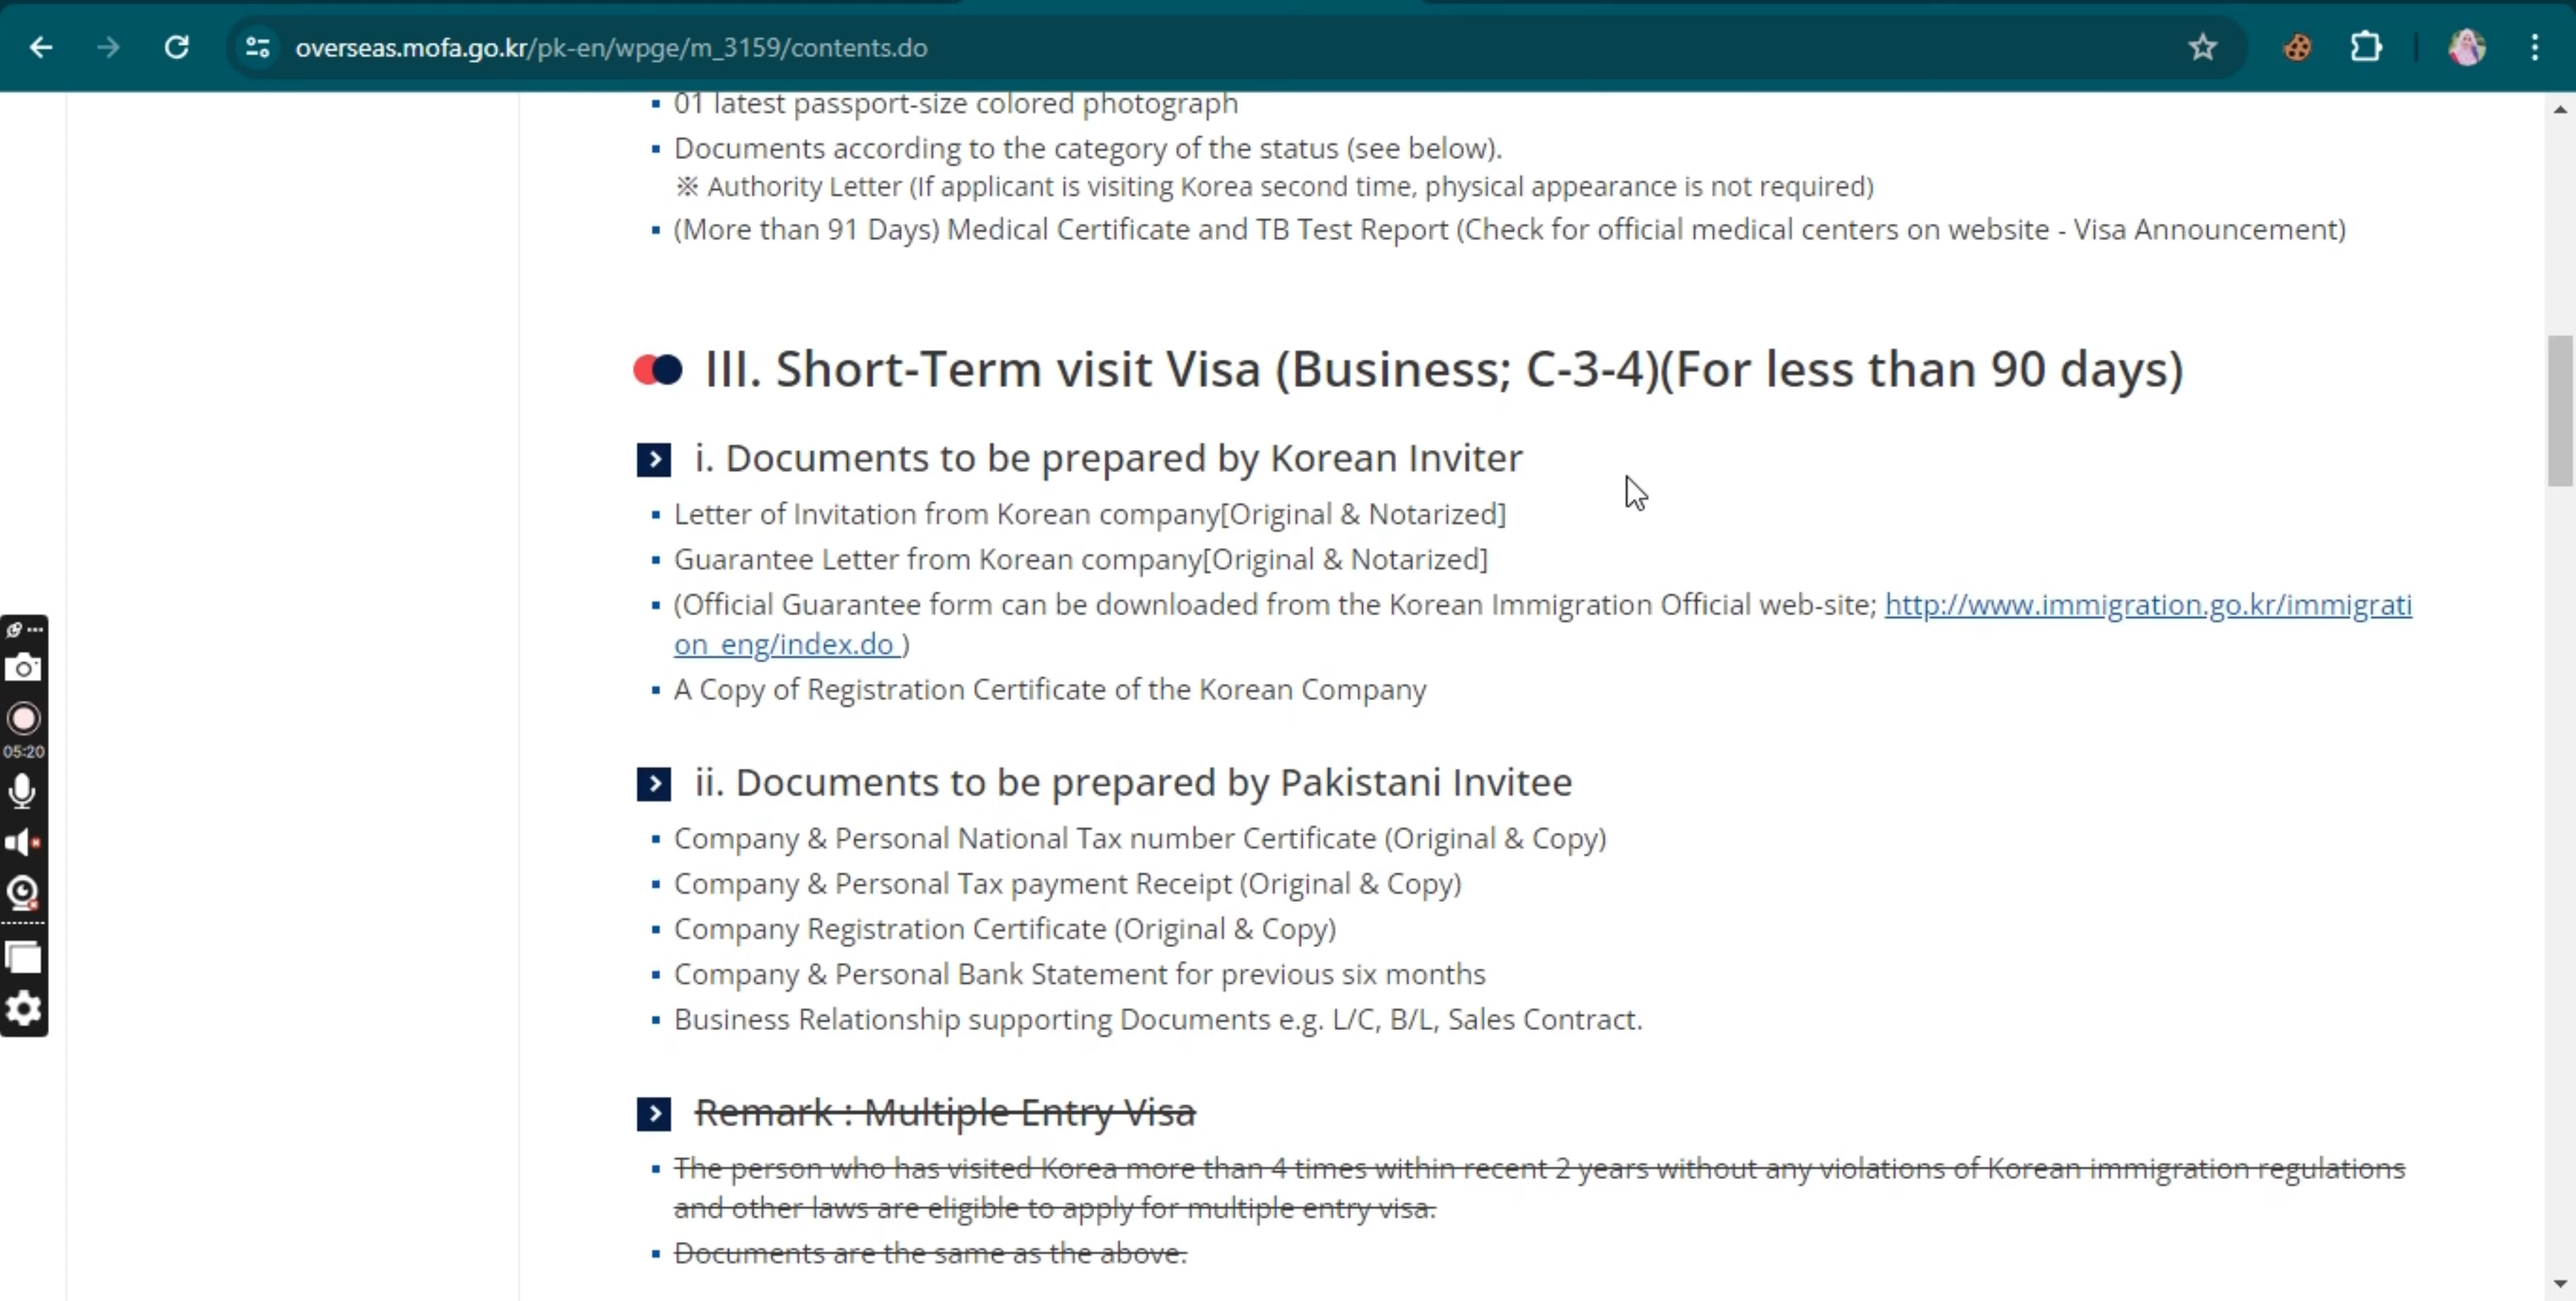 overseas.mofa.go.kr/pk-en/wpge/m_3159/contents.do
01 latest passport-size colored photograph
Documents according to the category of the status (see below).
※ Authority Letter (If applicant is visiting Korea second time, physical appearance is not required)
(More than 91 Days) Medical Certificate and TB Test Report (Check for official medical centers on website - Visa Announcement)
III. Short-Term visit Visa (Business; C-3-4)(For less than 90 days)
i. Documents to be prepared by Korean Inviter
Letter of Invitation from Korean company[Original & Notarized]
Guarantee Letter from Korean company[Original & Notarized]
(Official Guarantee form can be downloaded from the Korean Immigration Official web-site; http://www.immigration.go.kr/immigrati
on_eng/index.do )
A Copy of Registration Certificate of the Korean Company
05:20
ii. Documents to be prepared by Pakistani Invitee
Company & Personal National Tax number Certificate (Original & Copy)
Company & Personal Tax payment Receipt (Original & Copy)
Company Registration Certificate (Original & Copy)
Company & Personal Bank Statement for previous six months
Business Relationship supporting Documents e.g. L/C, B/L, Sales Contract.
Remark : Multiple Entry Visa
The person who has visited Korea more than 4 times within recent 2 years without any violations of Korean immigration regulations
and other laws are eligible to apply for multiple entry visa.
Documents are the same as the above.